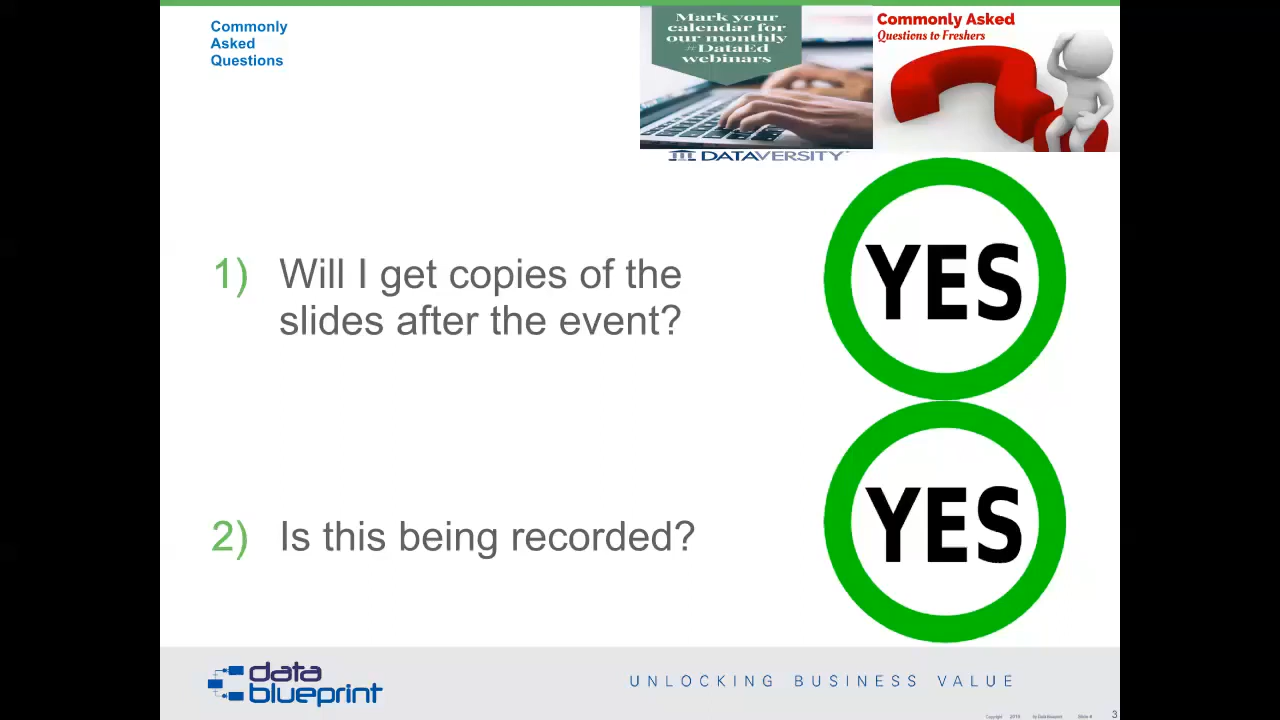 Commonly
Asked
Questions
Mark your
calendar for
our monthly
#DataEd
webinars
DATAVERSITY
Commonly Asked
Questions to Freshers
1) Will I get copies of the
slides after the event?
YES
2) Is this being recorded?
YES
data
blueprint
UNLOCKING BUSINESS VALUE
3